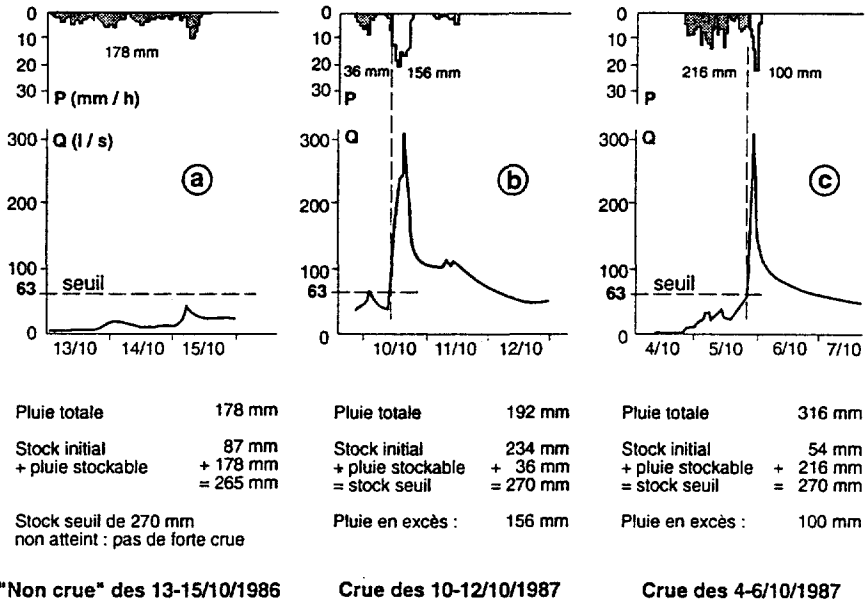 0
10
20
30
P (mm / h)
178 mm
300
Q (l / s)
200
100
63
seuil
0
a
13/10
14/10
15/10
0
10
20
30
36 mm
156 mm
P
300
Q
200
100
63
0
b
10/10
11/10
12/10
0
10
20
30
216 mm
100 mm
P
300
Q
200
100
63
seuil
0
c
4/10
5/10
6/10
7/10
Pluie totale 178 mm
Stock initial 87 mm
+ pluie stockable + 178 mm
= 265 mm
Stock seuil de 270 mm
non atteint : pas de forte crue
"Non crue" des 13-15/10/1986
Pluie totale 192 mm
Stock initial 234 mm
+ pluie stockable + 36 mm
= stock seuil = 270 mm
Pluie en excès : 156 mm
Crue des 10-12/10/1987
Pluie totale 316 mm
Stock initial 54 mm
+ pluie stockable + 216 mm
= stock seuil = 270 mm
Pluie en excès : 100 mm
Crue des 4-6/10/1987